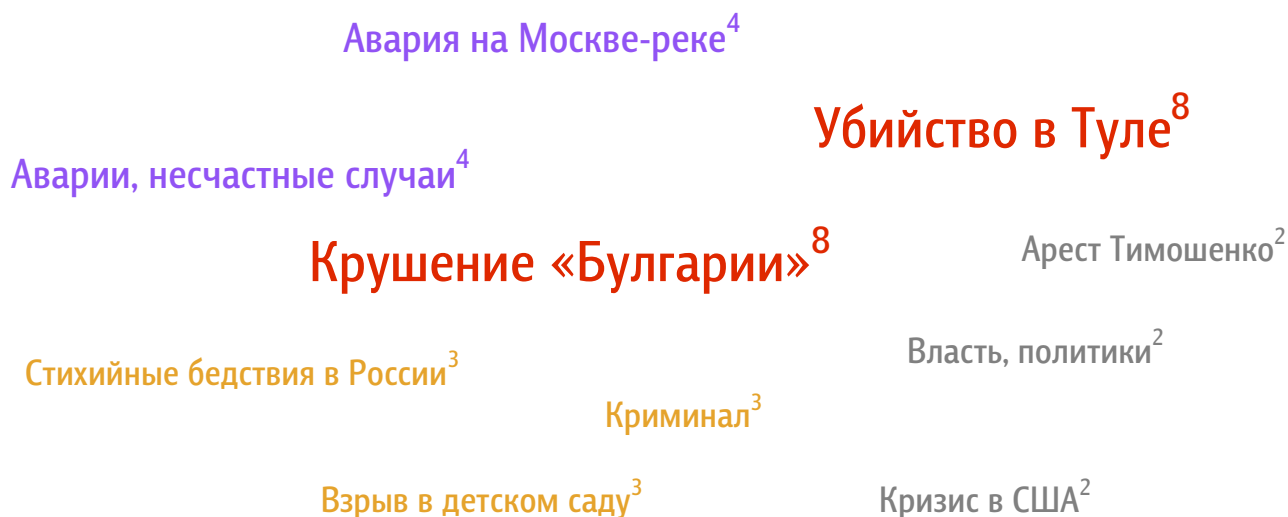 Авария на Москве-реке⁴
Убийство в Туле⁸
Аварии, несчастные случаи⁴
Крушение «Булгарии»⁸
Арест Тимошенко²
Власть, политики²
Стихийные бедствия в России³
Криминал³
Взрыв в детском саду³
Кризис в США²